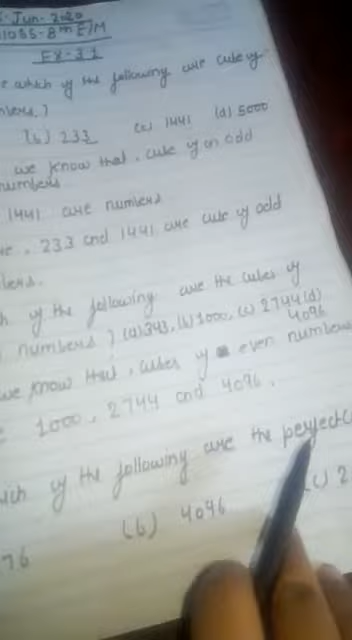 Jun-2020
1055-8th E/M
EX-3.1
which of the following are cube of
(b) 233 (c) 1441 (d) 5000
we know that, cube of an odd
numbers
1441 are numbers
233 and 1441 are cube of odd
of the following are the cubes of
numbers? (a) 343, (b) 1000, (c) 2744 (d)
4096
we know that, cubes of even numbers
1000, 2744 and 4096.
of the following are the perfect
(b) 4096